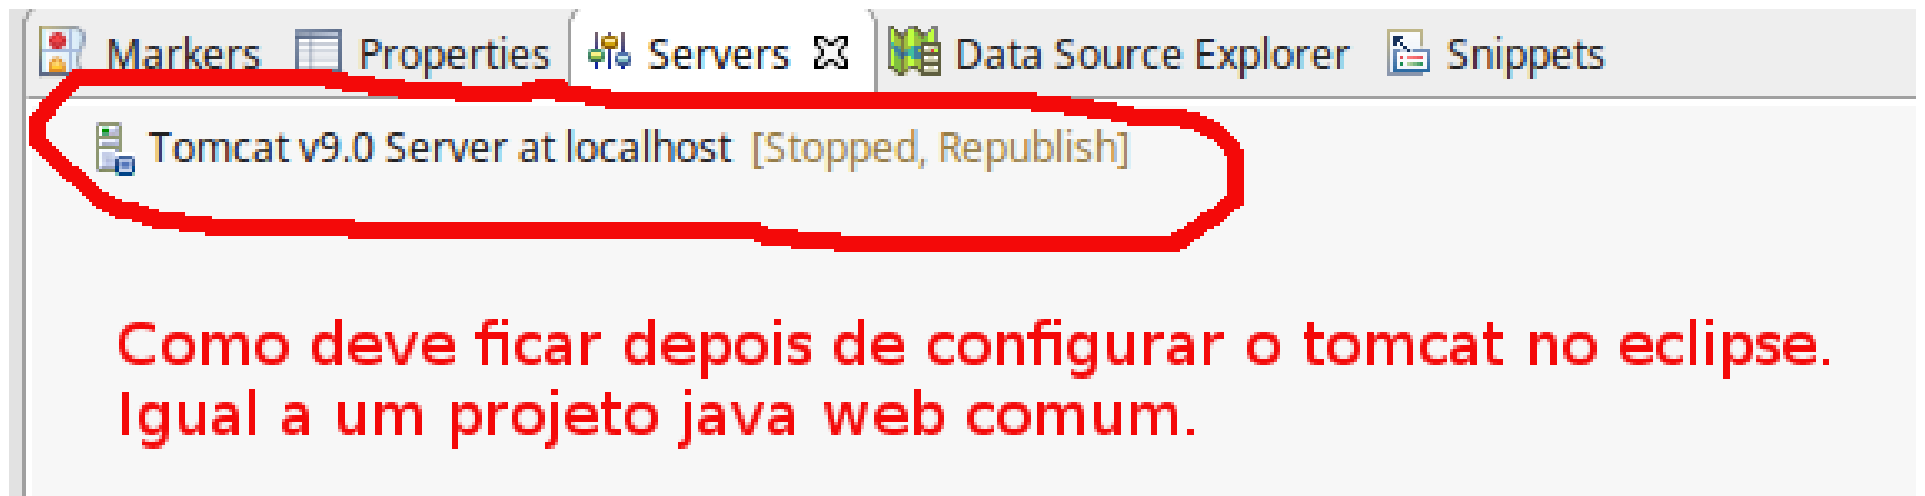 Markers Properties Servers Data Source Explorer Snippets
Tomcat v9.0 Server at localhost [Stopped, Republish]
Como deve ficar depois de configurar o tomcat no eclipse.
Igual a um projeto java web comum.